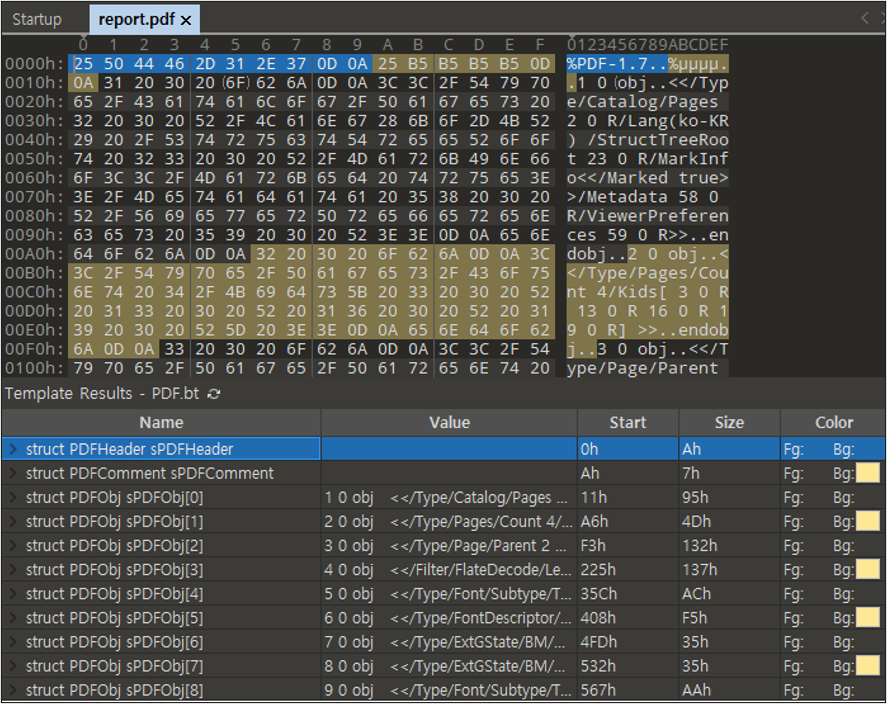 Startup
report.pdf ×
0 1 2 3 4 5 6 7 8 9 A B C D E F 0123456789ABCDEF
0000h: 25 50 44 46 2D 31 2E 37 0D 0A 25 B5 B5 B5 B5 0D %PDF-1.7..%µµµµ.
0010h: 0A 31 20 30 20 (6F) 62 6A 0D 0A 3C 3C 2F 54 79 70 .1 0 (obj..<</Typ
0020h: 65 2F 43 61 74 61 6C 6F 67 2F 50 61 67 65 73 20 e/Catalog/Pages
0030h: 32 20 30 20 52 2F 4C 61 6E 67 28 6B 6F 2D 4B 52 2 0 R/Lang(ko-KR
0040h: 29 20 2F 53 74 72 75 63 74 54 72 65 65 52 6F 6F ) /StructTreeRoo
0050h: 74 20 32 33 20 30 20 52 2F 4D 61 72 6B 49 6E 66 t 23 0 R/MarkInf
0060h: 6F 3C 3C 2F 4D 61 72 6B 65 64 20 74 72 75 65 3E o<</Marked true>
0070h: 3E 2F 4D 65 74 61 64 61 74 61 20 35 38 20 30 20 >/Metadata 58 0
0080h: 52 2F 56 69 65 77 65 72 50 72 65 66 65 72 65 6E R/ViewerPreferen
0090h: 63 65 73 20 35 39 20 30 20 52 3E 3E 0D 0A 65 6E ces 59 0 R>>..en
00A0h: 64 6F 62 6A 0D 0A 32 20 30 20 6F 62 6A 0D 0A 3C dobj..2 0 obj..<
00B0h: 3C 2F 54 79 70 65 2F 50 61 67 65 73 2F 43 6F 75 </Type/Pages/Cou
00C0h: 6E 74 20 34 2F 4B 69 64 73 5B 20 33 20 30 20 52 nt 4/Kids[ 3 0 R
00D0h: 20 31 33 20 30 20 52 20 31 36 20 30 20 52 20 31 13 0 R 16 0 R 1
00E0h: 39 20 30 20 52 5D 20 3E 3E 0D 0A 65 6E 64 6F 62 9 0 R] >>..endob
00F0h: 6A 0D 0A 33 20 30 20 6F 62 6A 0D 0A 3C 3C 2F 54 j..3 0 obj..<</T
0100h: 79 70 65 2F 50 61 67 65 2F 50 61 72 65 6E 74 20 ype/Page/Parent
Template Results - PDF.bt
Name Value Start Size Color
struct PDFHeader sPDFHeader 0h Ah Fg: Bg:
struct PDFComment sPDFComment Ah 7h Fg: Bg:
struct PDFObj sPDFObj[0] 1 0 obj <</Type/Catalog/Pages ... 11h 95h Fg: Bg:
struct PDFObj sPDFObj[1] 2 0 obj <</Type/Pages/Count 4/... A6h 4Dh Fg: Bg:
struct PDFObj sPDFObj[2] 3 0 obj <</Type/Page/Parent 2 ... F3h 132h Fg: Bg:
struct PDFObj sPDFObj[3] 4 0 obj <</Filter/FlateDecode/Le... 225h 137h Fg: Bg:
struct PDFObj sPDFObj[4] 5 0 obj <</Type/Font/Subtype/T... 35Ch ACh Fg: Bg:
struct PDFObj sPDFObj[5] 6 0 obj <</Type/FontDescriptor/... 408h F5h Fg: Bg:
struct PDFObj sPDFObj[6] 7 0 obj <</Type/ExtGState/BM/... 4FDh 35h Fg: Bg:
struct PDFObj sPDFObj[7] 8 0 obj <</Type/ExtGState/BM/... 532h 35h Fg: Bg:
struct PDFObj sPDFObj[8] 9 0 obj <</Type/Font/Subtype/T... 567h AAh Fg: Bg: